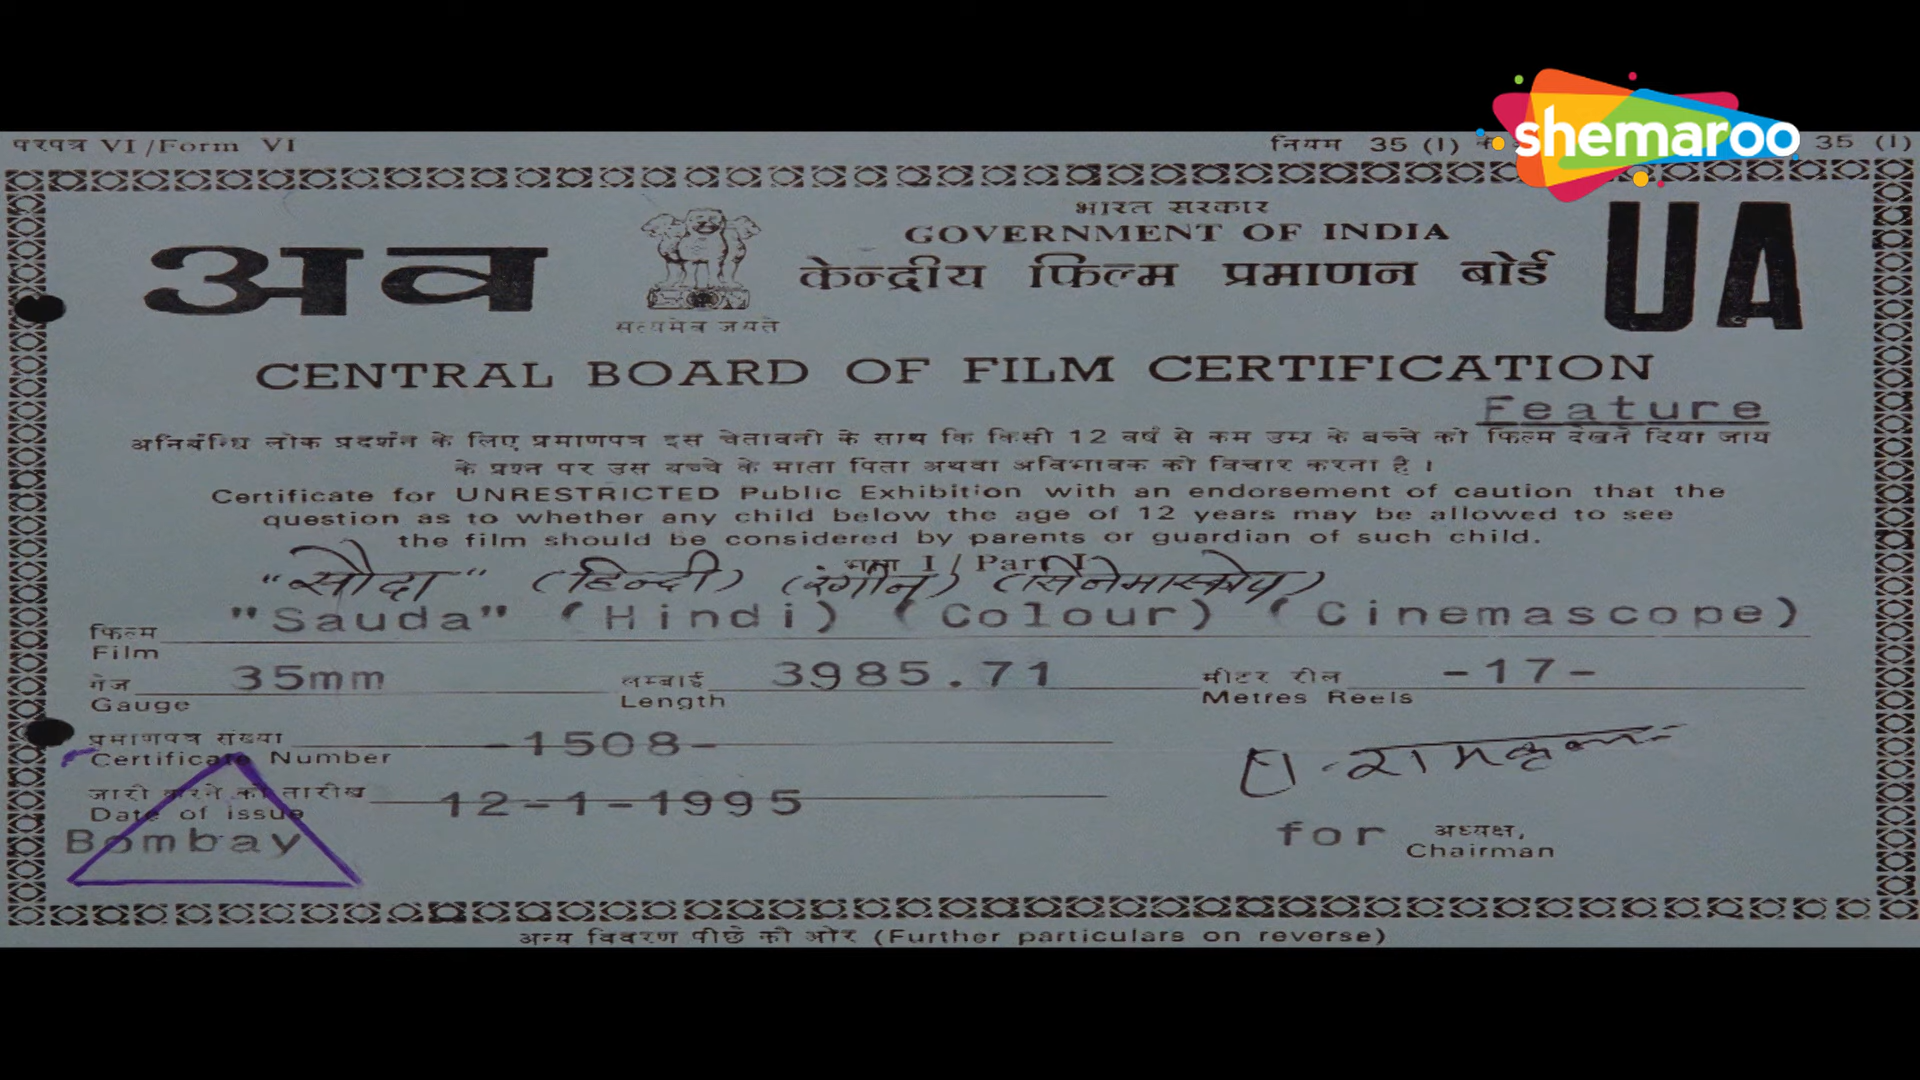 shemaroo
परपत्र VI /Form VI
नियम 35 (I)
35 (I)
अव
सत्यमेव जयते
भारत सरकार
GOVERNMENT OF INDIA
केन्द्रीय फिल्म प्रमाणन बोर्ड
UA
CENTRAL BOARD OF FILM CERTIFICATION
Feature
अनिर्बन्धि लोक प्रदर्शन के लिए प्रमाणपत्र इस चेतावनी के साथ कि किसी 12 वर्ष से कम उम्र के बच्चे को फिल्म देखने दिया जाय
के प्रश्न पर उस बच्चे के माता पिता अथवा अविभावक को विचार करना है ।
Certificate for UNRESTRICTED Public Exhibition with an endorsement of caution that the
question as to whether any child below the age of 12 years may be allowed to see
the film should be considered by parents or guardian of such child.
भाग I / Part I
"सौदा" (हिन्दी) (रंगीन) (सिनेमास्कोप)
"Sauda" (Hindi) (Colour) (Cinemascope)
फिल्म
Film
गेज 35mm लम्बाई 3985.71 मीटर रील -17-
Gauge Length Metres Reels
प्रमाणपत्र संख्या -1508-
Certificate Number
जारी करने की तारीख 12-1-1995
Date of issue
Bombay
for अध्यक्ष,
Chairman
अन्य विवरण पीछे की ओर (Further particulars on reverse)